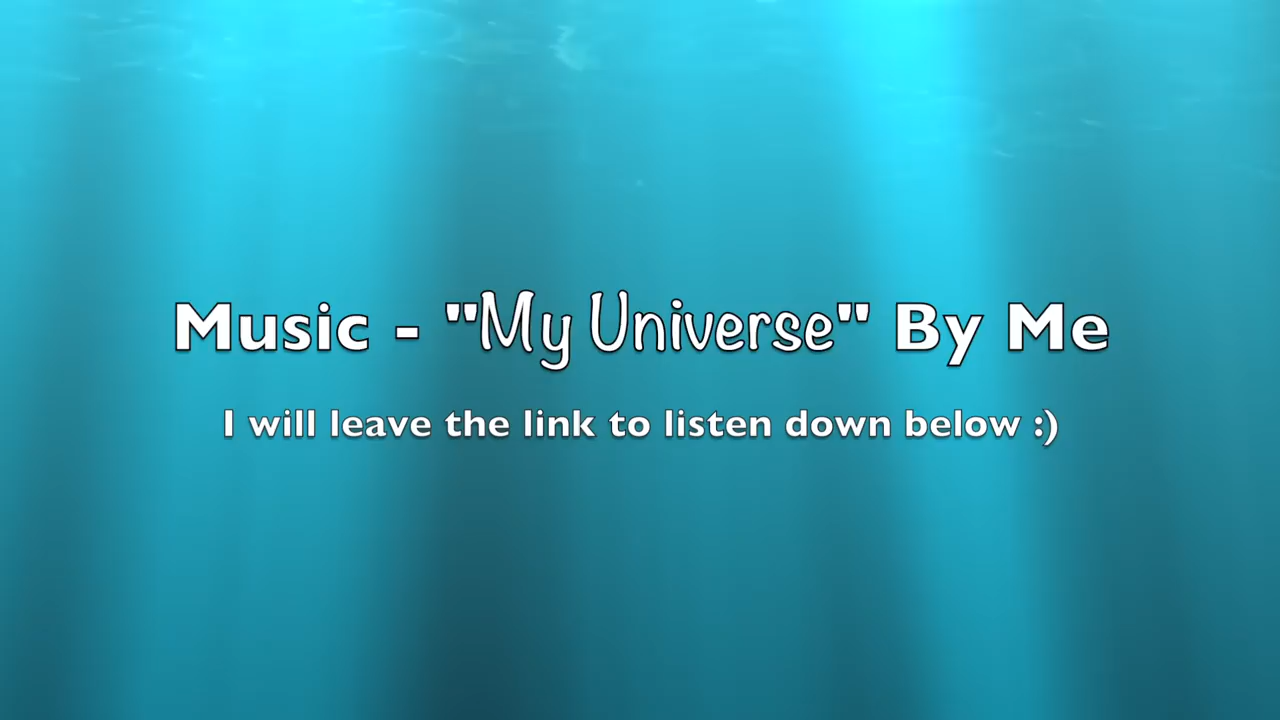 Music - "My Universe" By Me
I will leave the link to listen down below :)